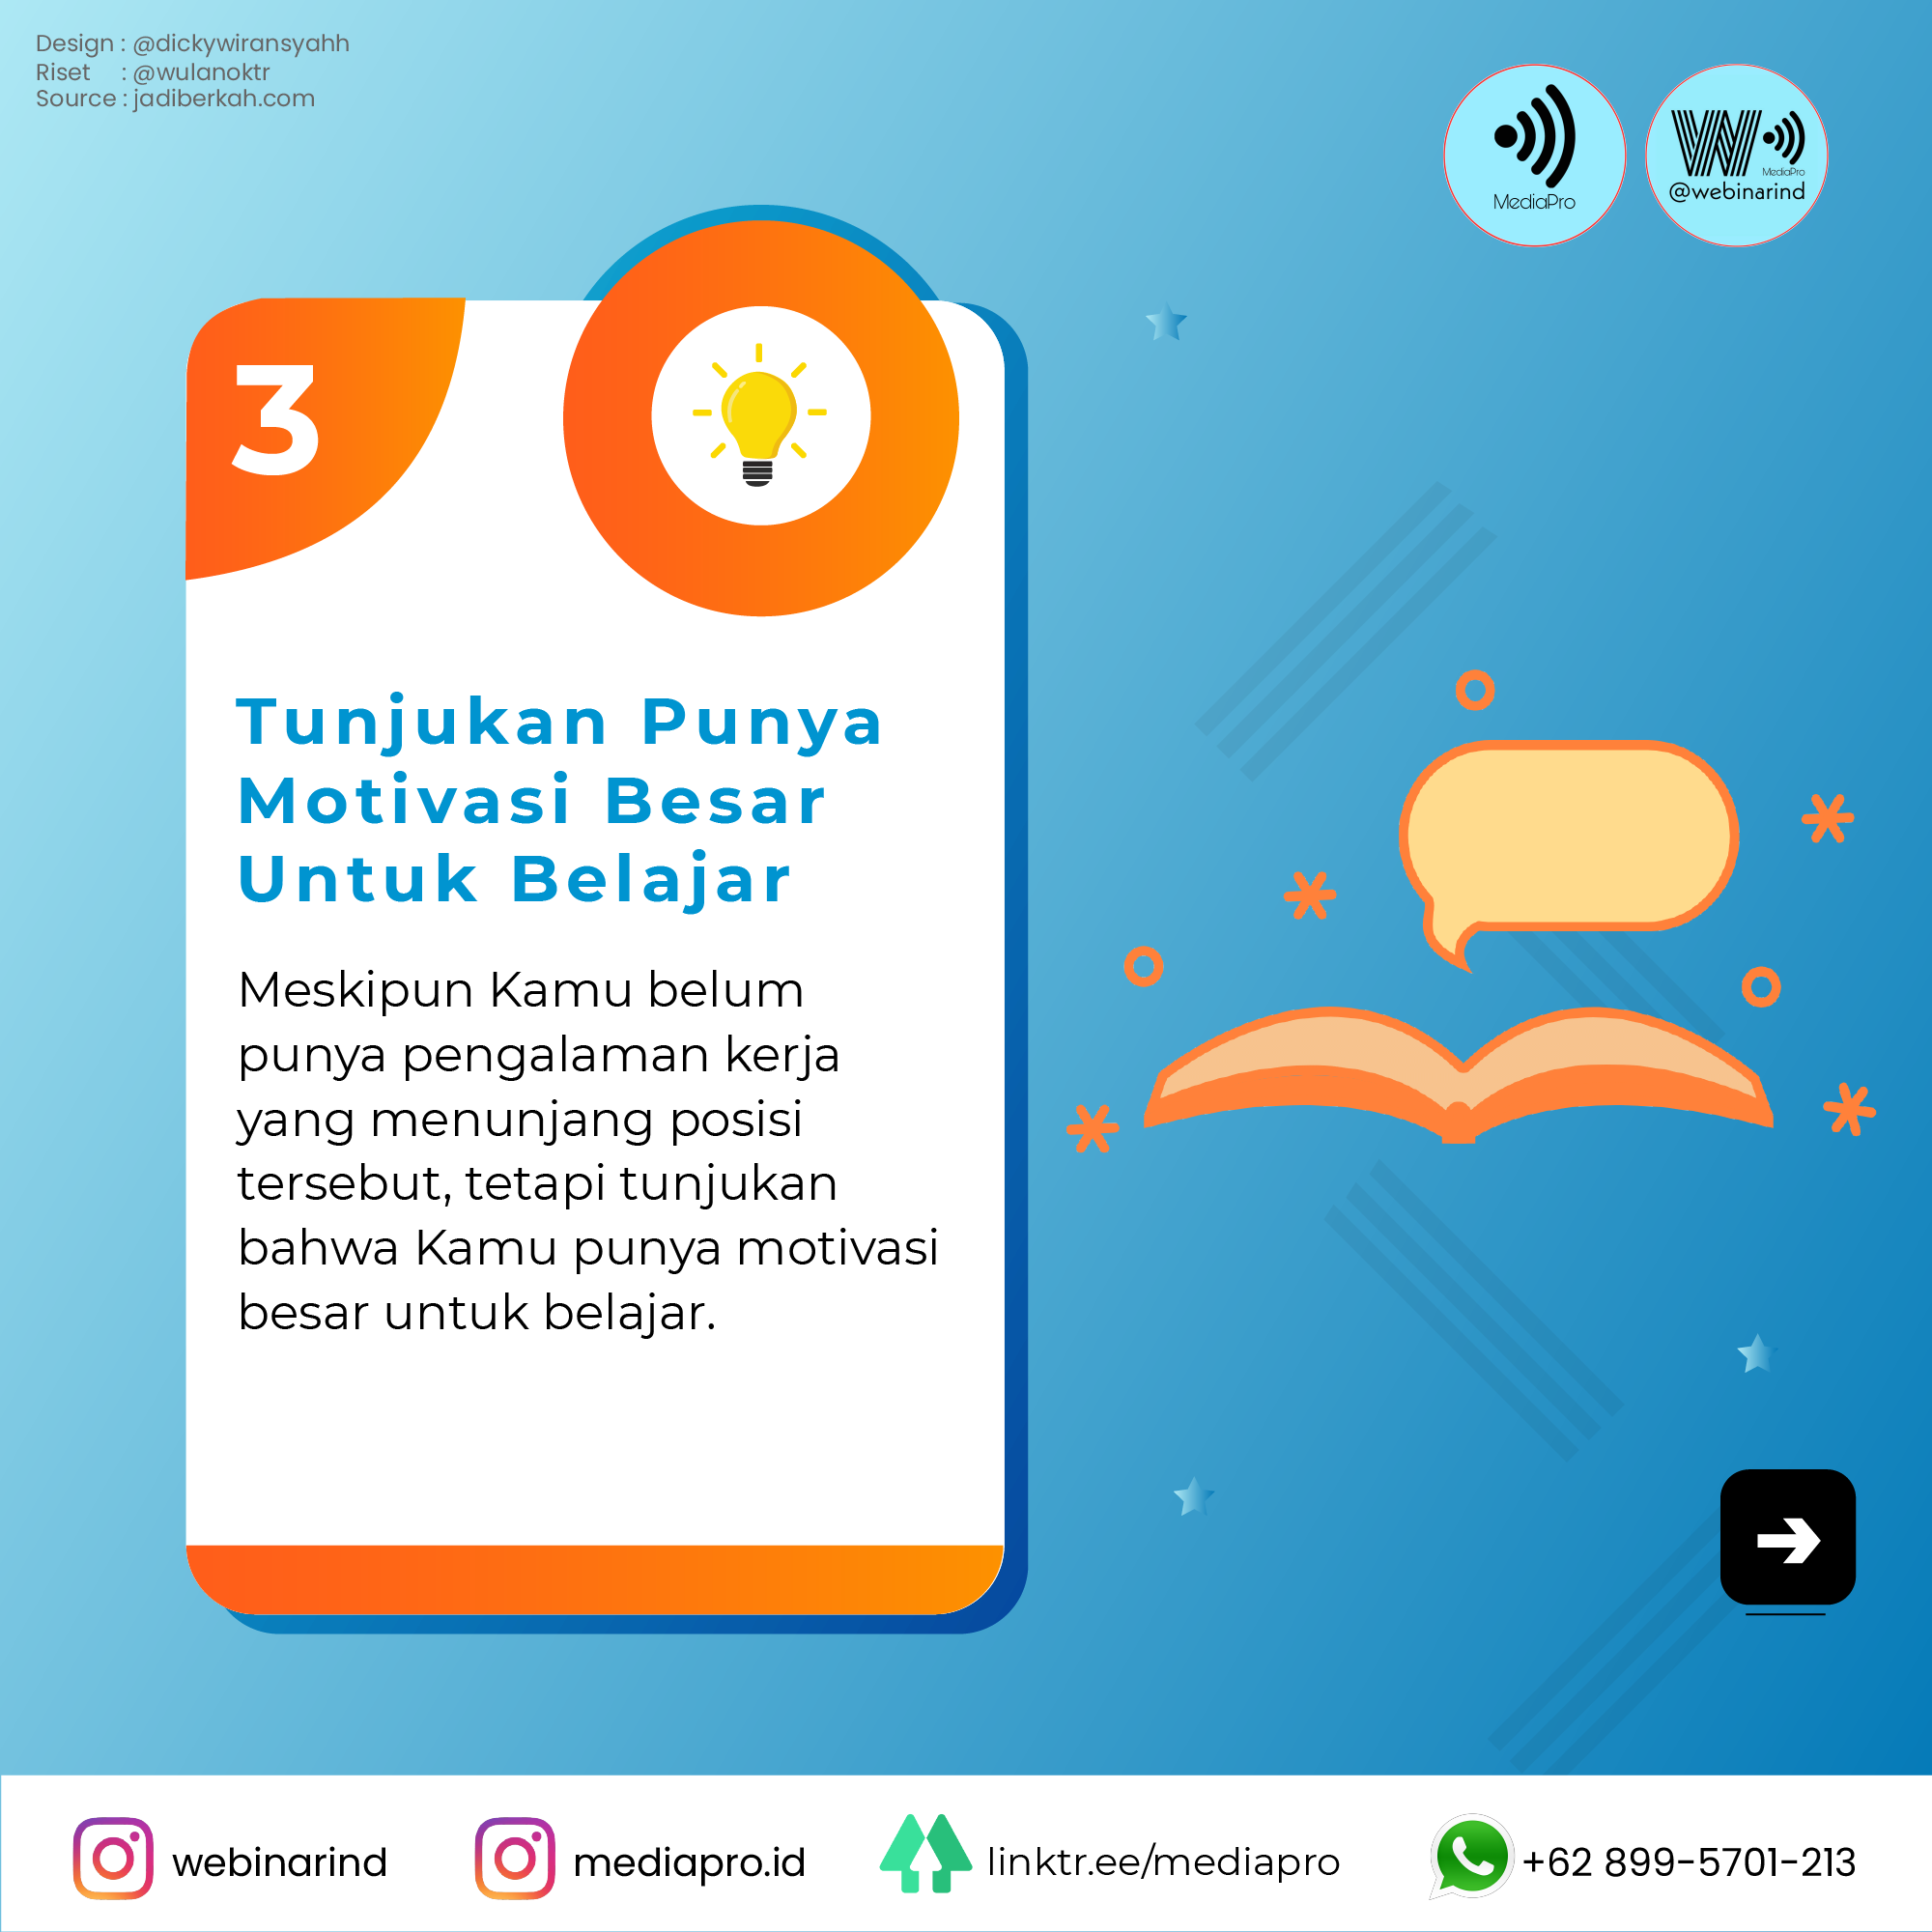 Design : @dickywiransyahh
Riset : @wulanoktr
Source : jadiberkah.com
MediaPro
W MediaPro
@webinarind
3
Tunjukan Punya
Motivasi Besar
Untuk Belajar
Meskipun Kamu belum
punya pengalaman kerja
yang menunjang posisi
tersebut, tetapi tunjukan
bahwa Kamu punya motivasi
besar untuk belajar.
webinarind
mediapro.id
linktr.ee/mediapro
+62 899-5701-213